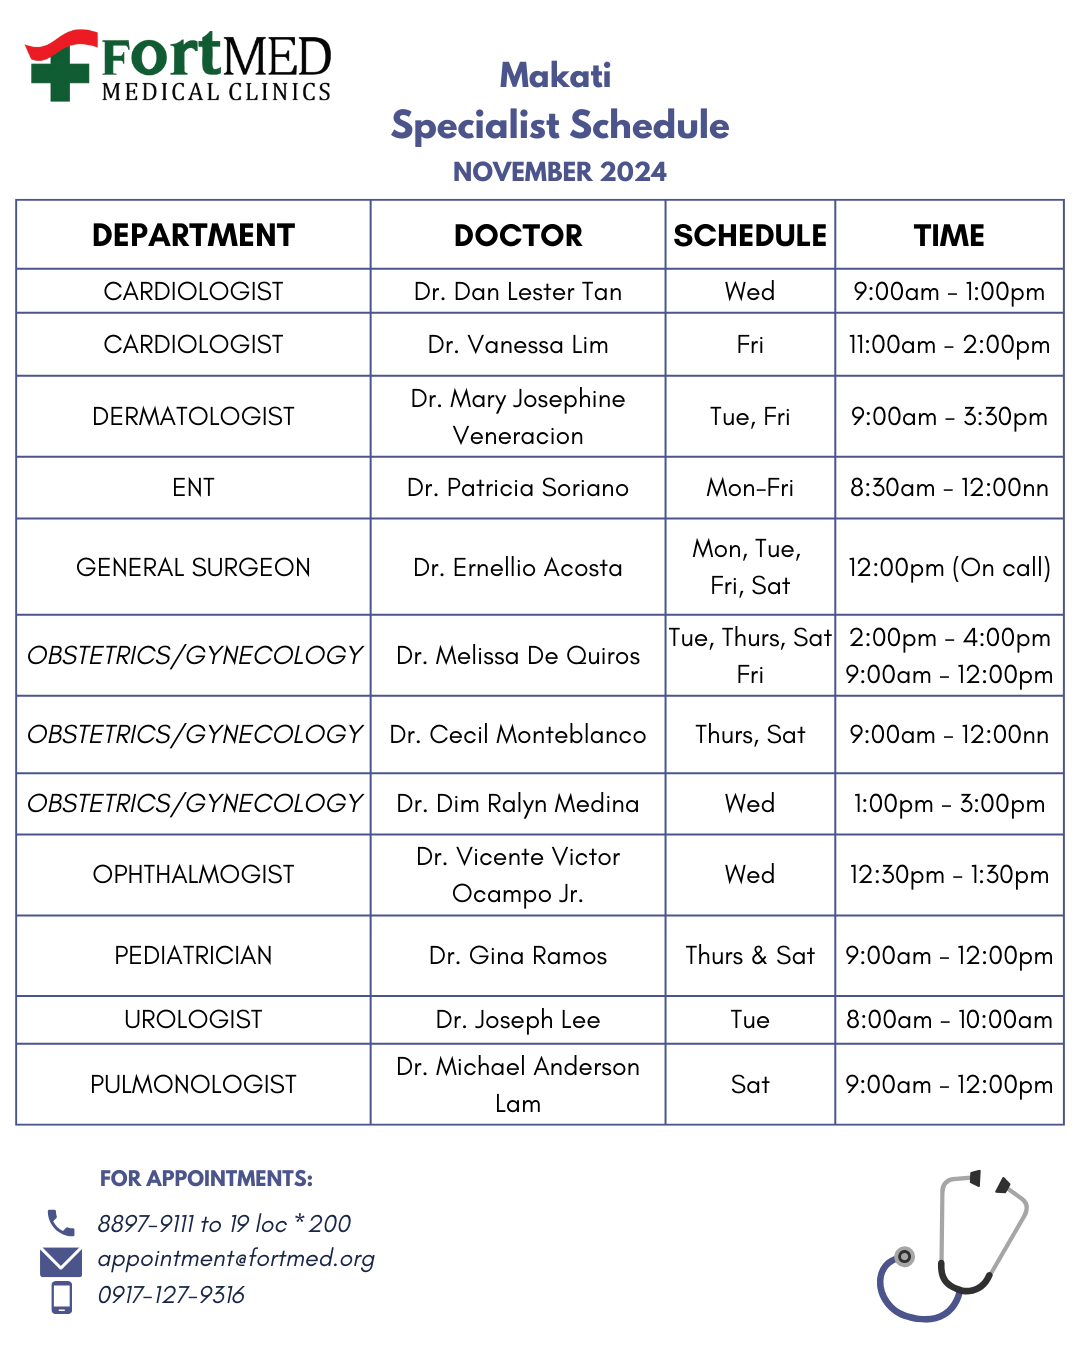 FortMED
MEDICAL CLINICS
Makati
Specialist Schedule
NOVEMBER 2024
DEPARTMENT DOCTOR SCHEDULE TIME
CARDIOLOGIST Dr. Dan Lester Tan Wed 9:00am - 1:00pm
CARDIOLOGIST Dr. Vanessa Lim Fri 11:00am - 2:00pm
DERMATOLOGIST Dr. Mary Josephine
Veneracion Tue, Fri 9:00am - 3:30pm
ENT Dr. Patricia Soriano Mon-Fri 8:30am - 12:00nn
GENERAL SURGEON Dr. Ernellio Acosta Mon, Tue,
Fri, Sat 12:00pm (On call)
OBSTETRICS/GYNECOLOGY Dr. Melissa De Quiros Tue, Thurs, Sat 2:00pm - 4:00pm
Fri 9:00am - 12:00pm
OBSTETRICS/GYNECOLOGY Dr. Cecil Monteblanco Thurs, Sat 9:00am - 12:00nn
OBSTETRICS/GYNECOLOGY Dr. Dim Ralyn Medina Wed 1:00pm - 3:00pm
OPHTHALMOGIST Dr. Vicente Victor
Ocampo Jr. Wed 12:30pm - 1:30pm
PEDIATRICIAN Dr. Gina Ramos Thurs & Sat 9:00am - 12:00pm
UROLOGIST Dr. Joseph Lee Tue 8:00am - 10:00am
PULMONOLOGIST Dr. Michael Anderson
Lam Sat 9:00am - 12:00pm
FOR APPOINTMENTS:
8897-9111 to 19 loc * 200
appointment@fortmed.org
0917-127-9316